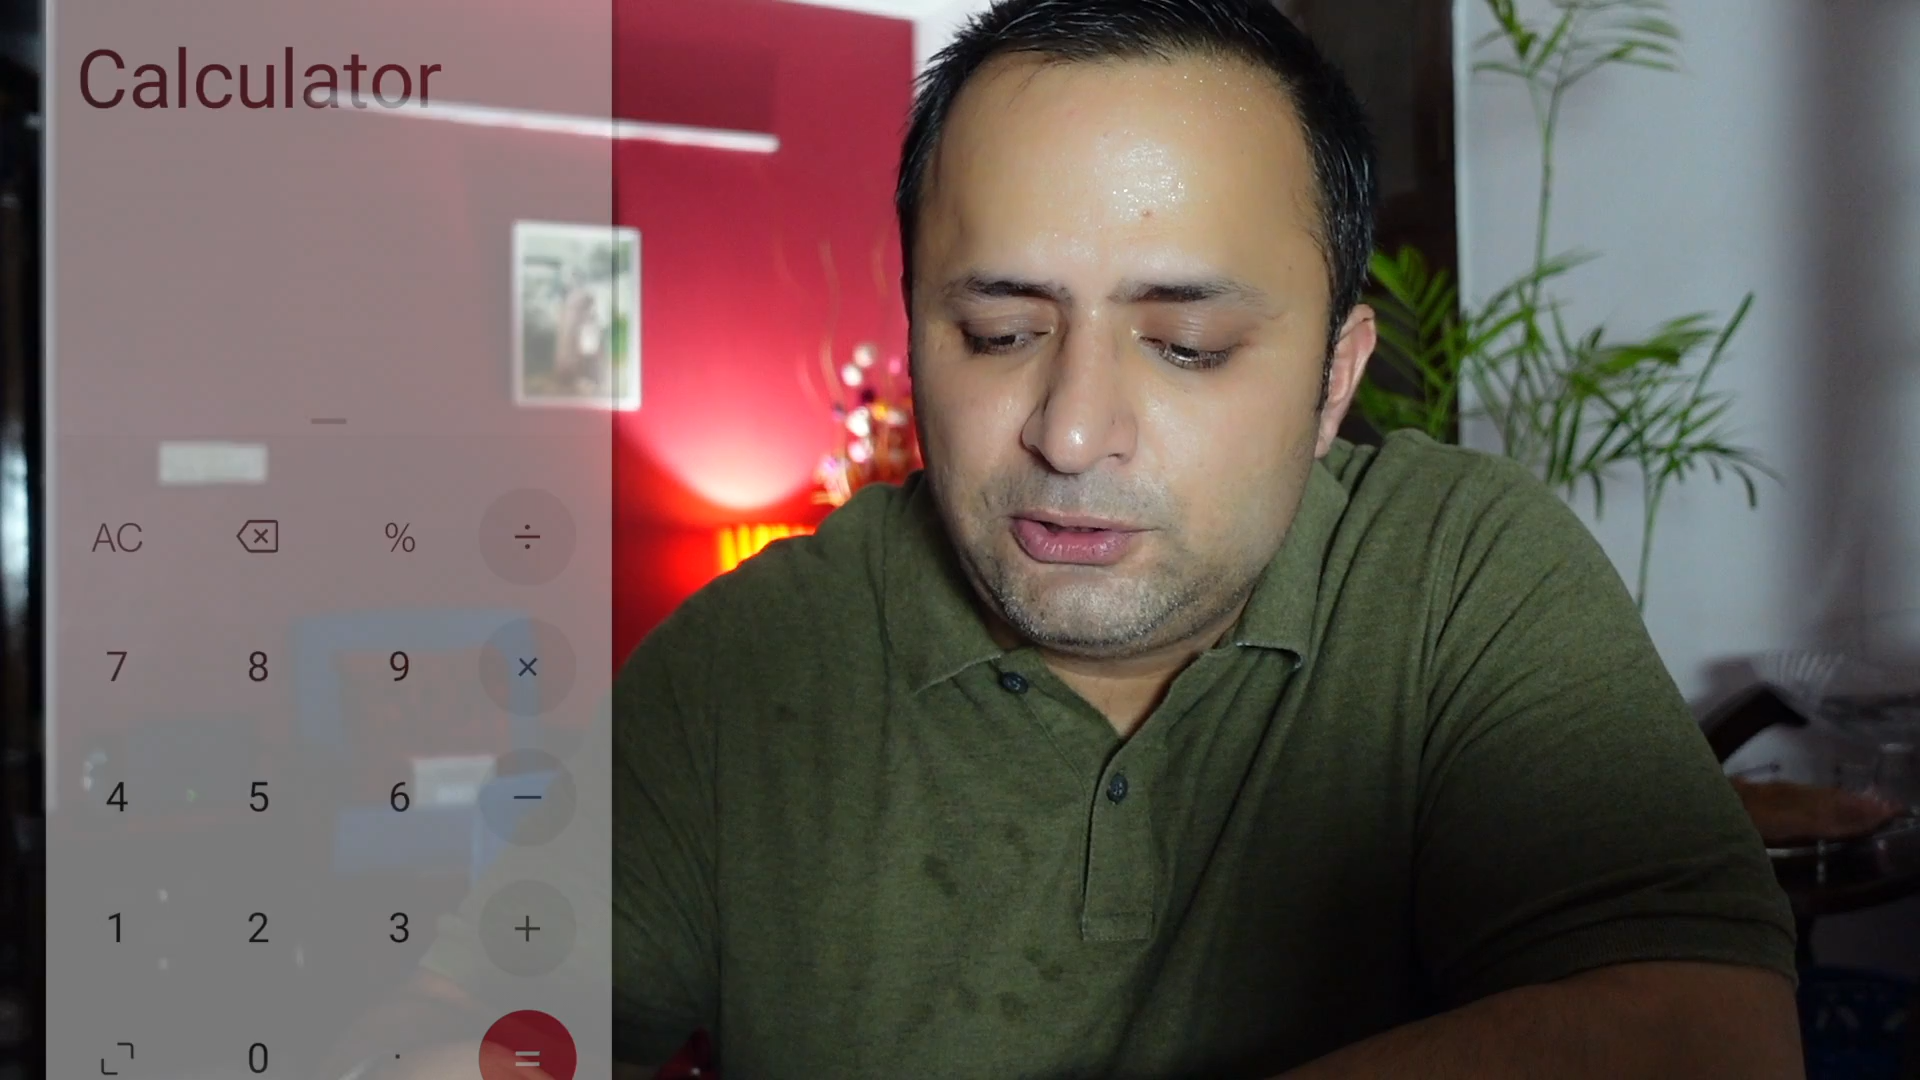 Calculator
AC % ÷
7 8 9 ×
4 5 6 −
1 2 3 +
0 . =